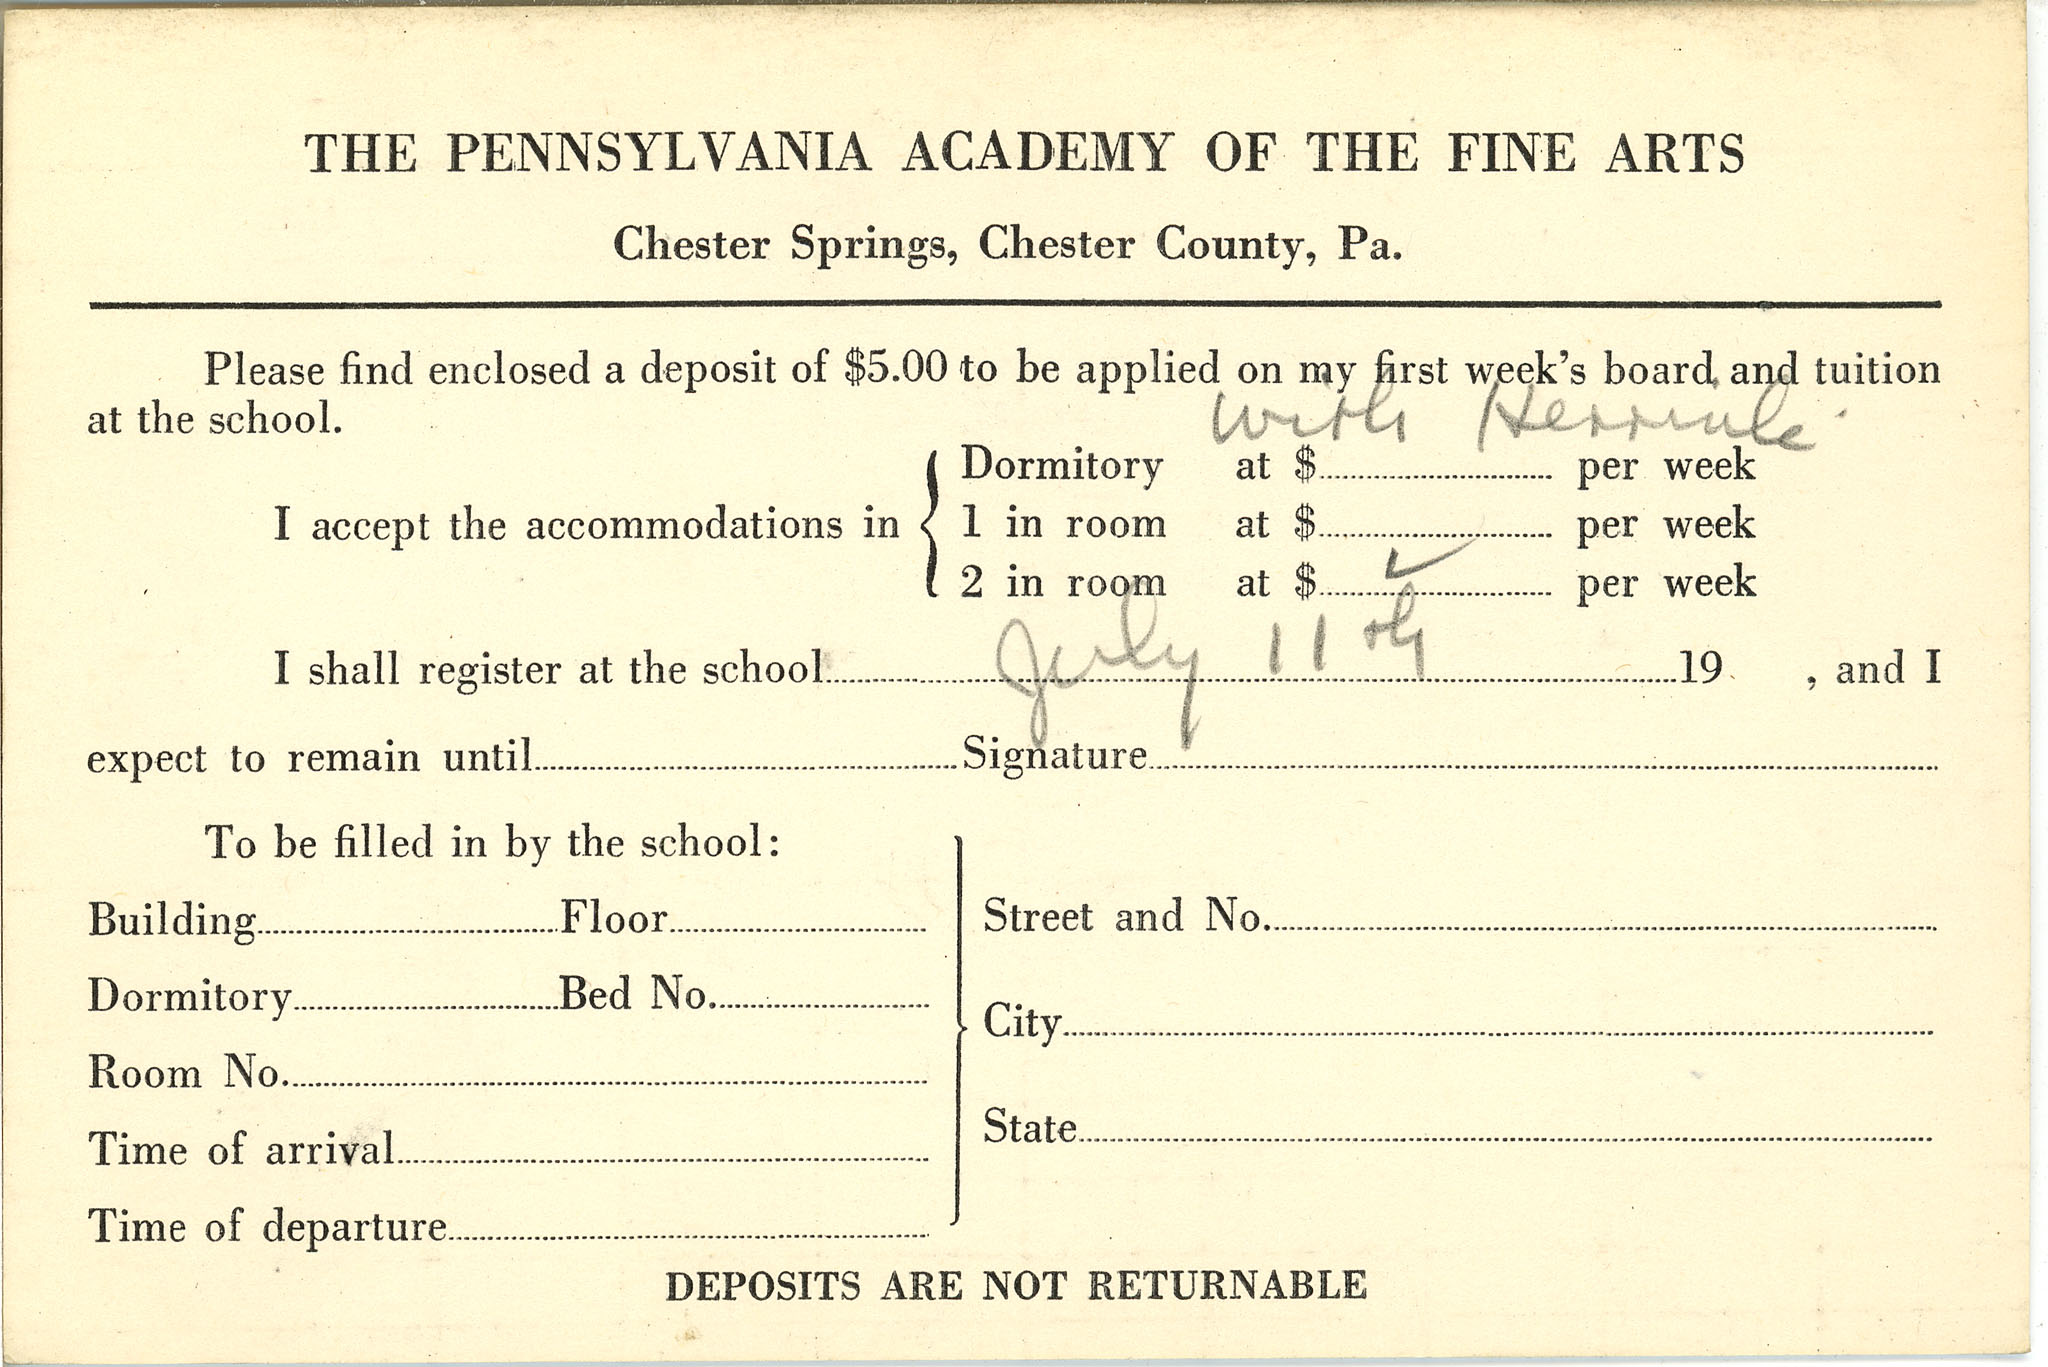 THE PENNSYLVANIA ACADEMY OF THE FINE ARTS
Chester Springs, Chester County, Pa.
Please find enclosed a deposit of $5.00 to be applied on my first week's board and tuition
at the school.
with
I accept the accommodations in
Dormitory at $ per week
1 in room at $ per week
2 in room at $ ✓ per week
I shall register at the school July 11th 19 , and I
expect to remain until Signature
To be filled in by the school:
Building Floor
Dormitory Bed No.
Room No.
Time of arrival
Time of departure
Street and No.
City
State
DEPOSITS ARE NOT RETURNABLE